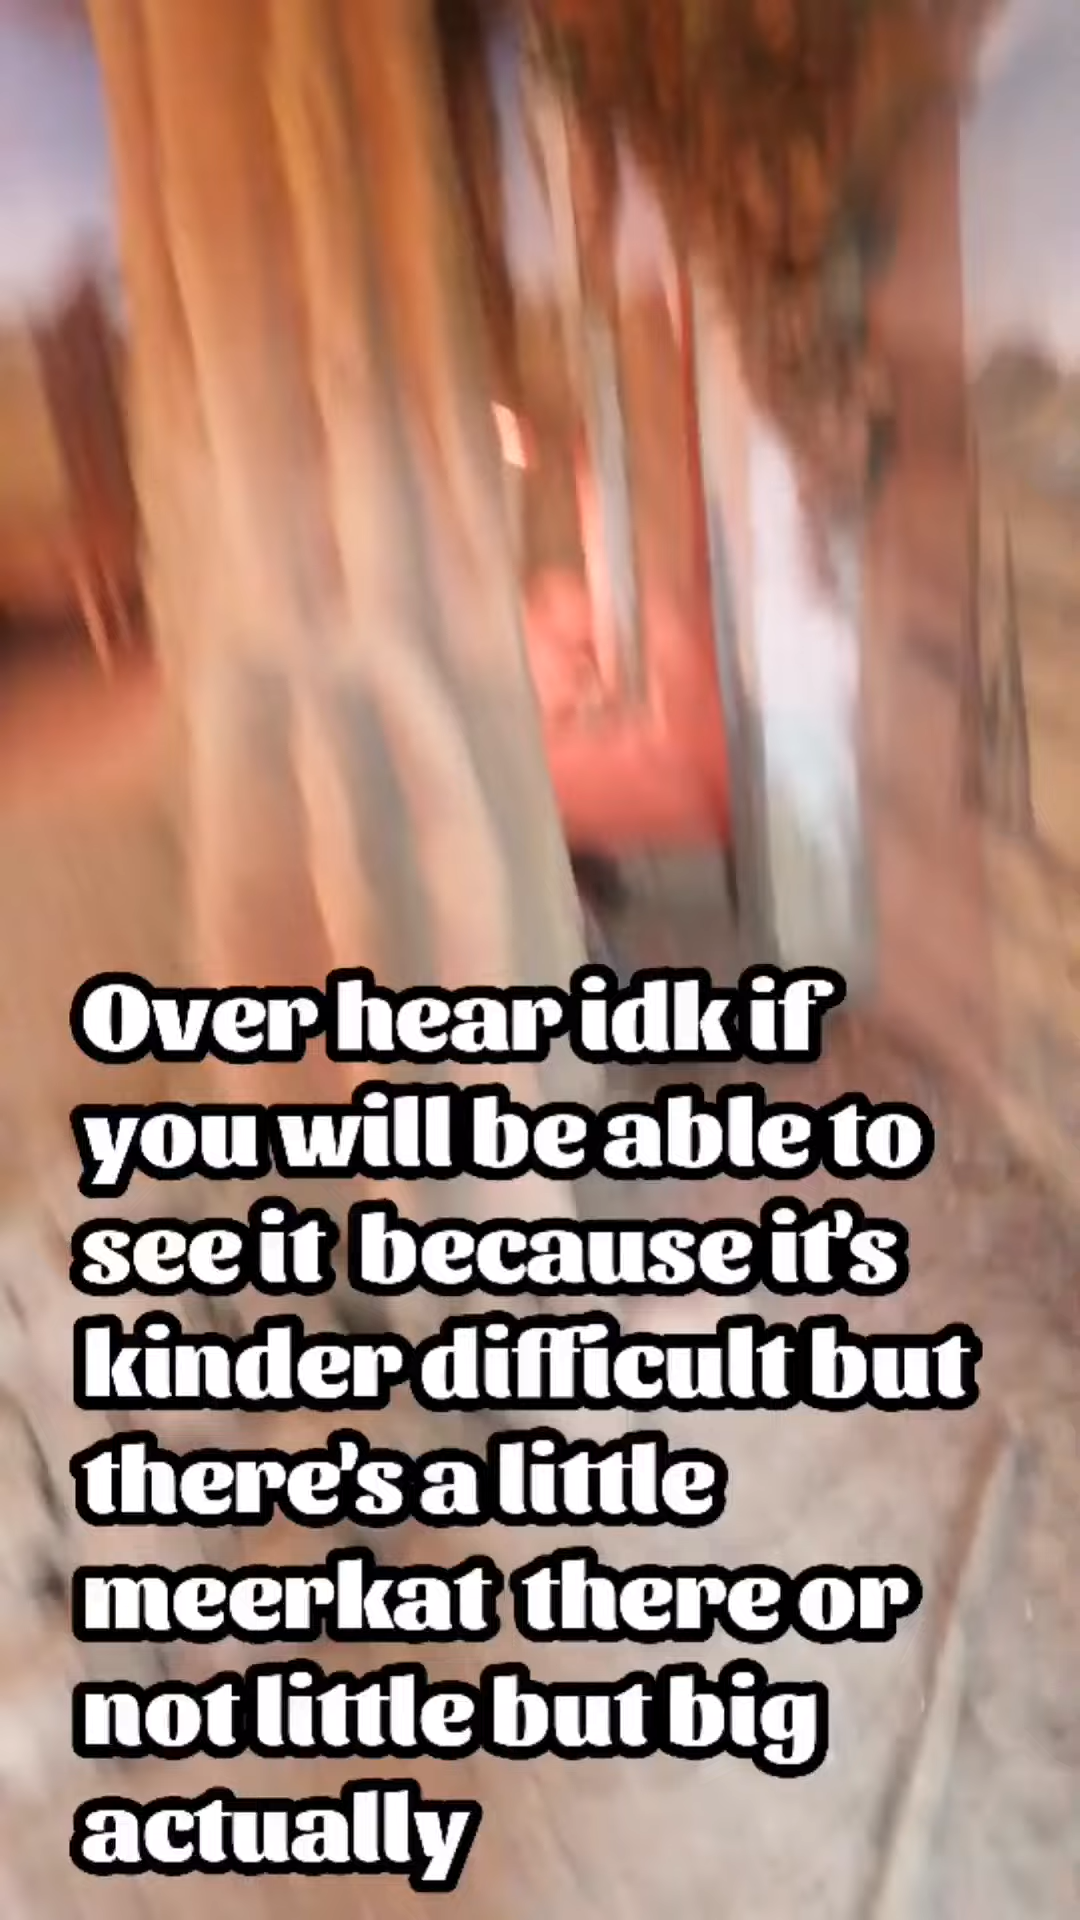 Over hear idk if
you will be able to
see it because it's
kinder difficult but
there's a little
meerkat there or
not little but big
actually